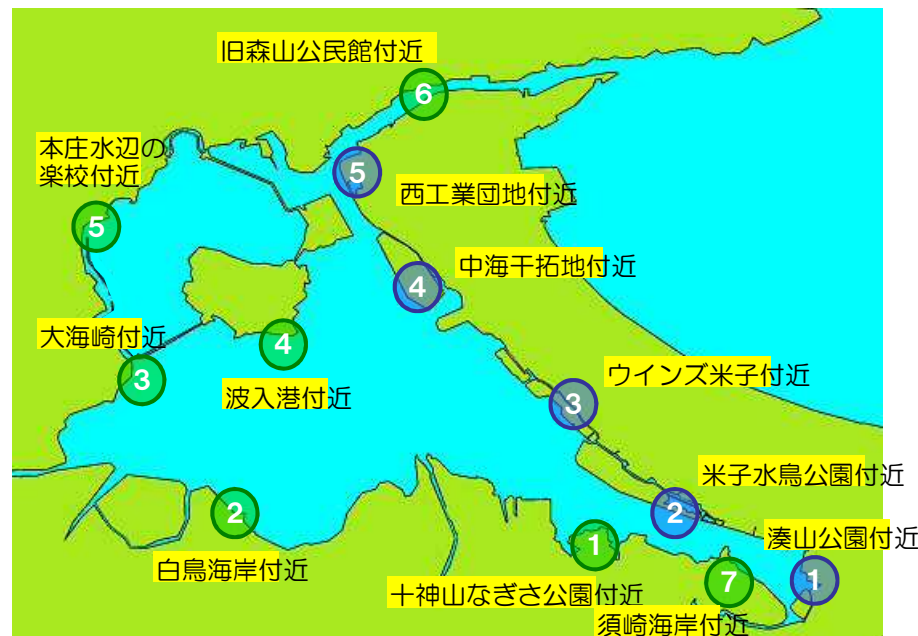 旧森山公民館付近
6
本庄水辺の
楽校付近
5
5
西工業団地付近
中海干拓地付近
4
大海崎付近
4
3
波入港付近
ウインズ米子付近
3
米子水鳥公園付近
2
2
湊山公園付近
白鳥海岸付近
1
十神山なぎさ公園付近
7
1
須崎海岸付近